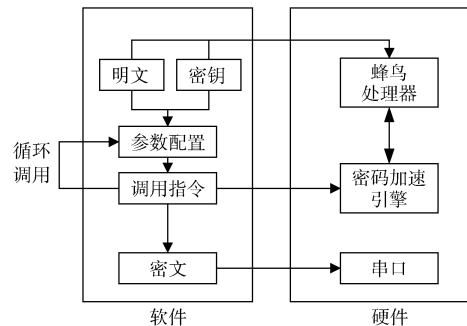 明文
密钥
蜂鸟
处理器
参数配置
循环
调用
调用指令
密码加速
引擎
密文
串口
软件
硬件